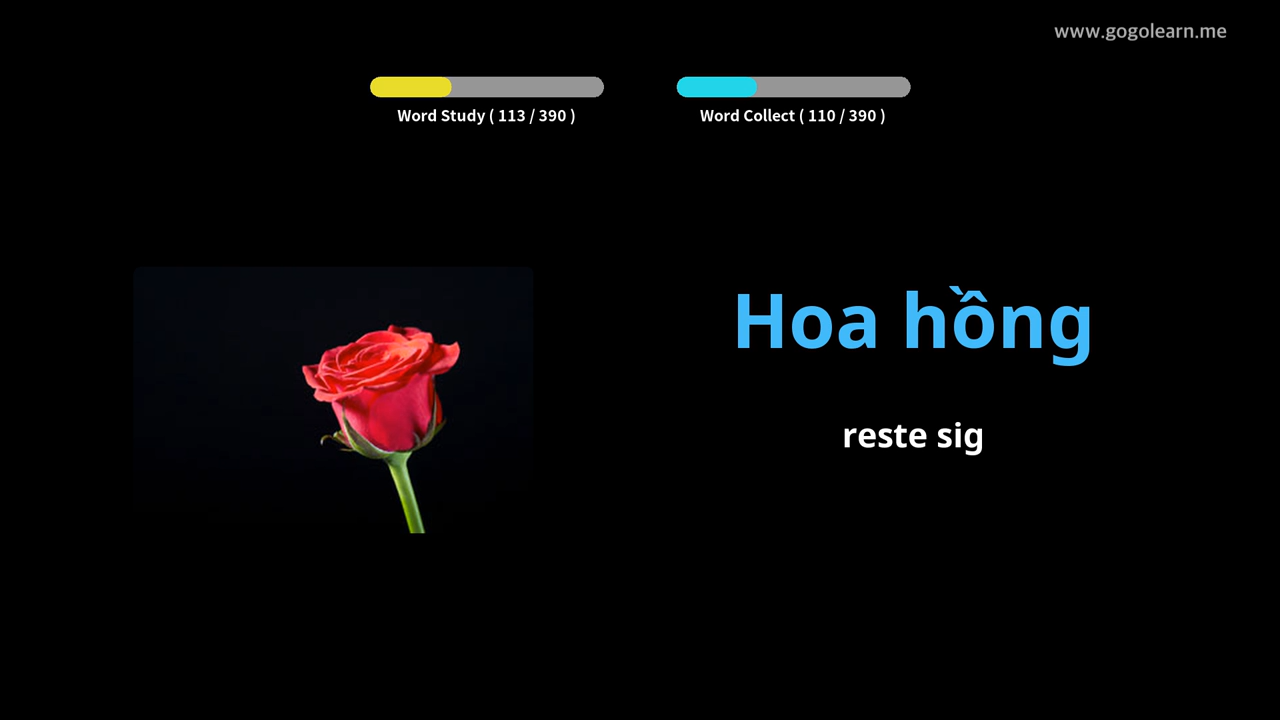 www.gogolearn.me
Word Study ( 113 / 390 )
Word Collect ( 110 / 390 )
Hoa hồng
reste sig